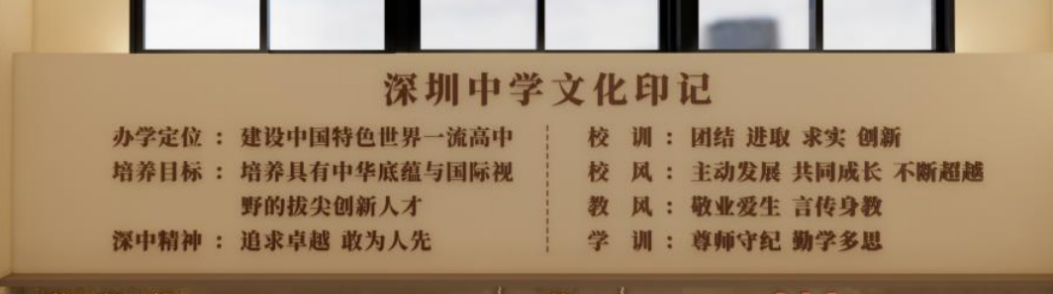 深圳中学文化印记
办学定位：建设中国特色世界一流高中
培养目标：培养具有中华底蕴与国际视
野的拔尖创新人才
深中精神：追求卓越 敢为人先
校 训：团结 进取 求实 创新
校 风：主动发展 共同成长 不断超越
教 风：敬业爱生 言传身教
学 训：尊师守纪 勤学多思